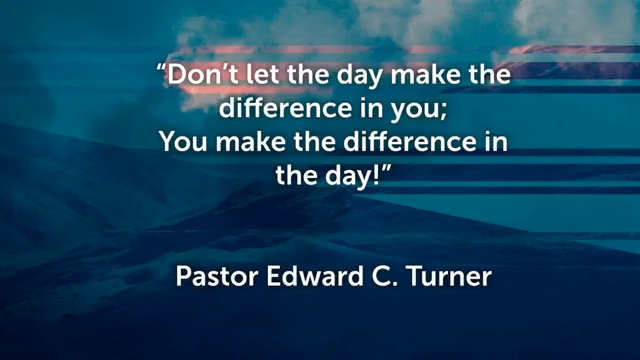 “Don’t let the day make the
difference in you;
You make the difference in
the day!”
Pastor Edward C. Turner